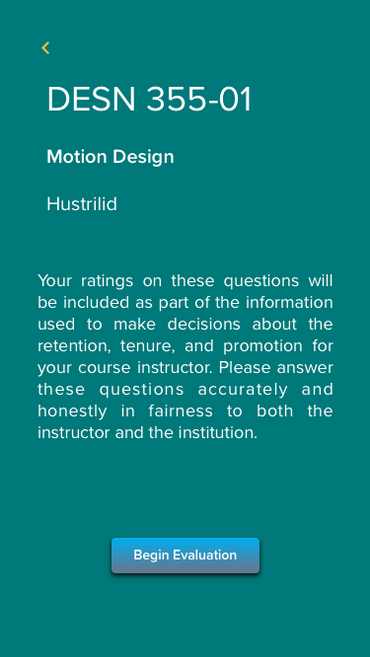 DESN 355-01
Motion Design
Hustrilid
Your ratings on these questions will
be included as part of the information
used to make decisions about the
retention, tenure, and promotion for
your course instructor. Please answer
these questions accurately and
honestly in fairness to both the
instructor and the institution.
Begin Evaluation